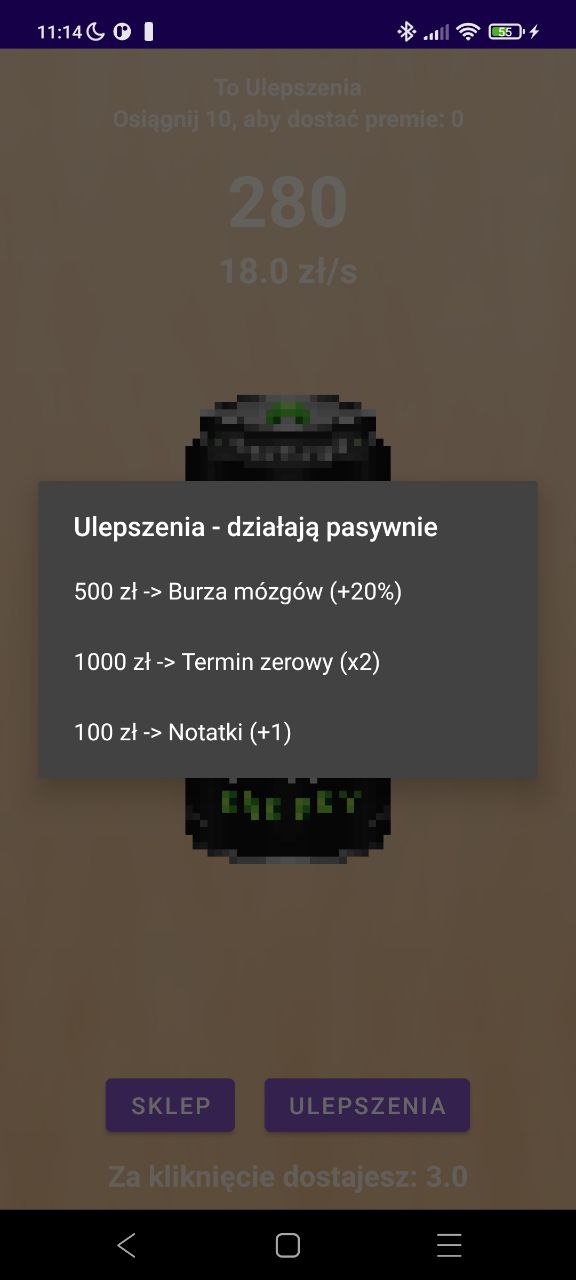 11:14
55
To Ulepszenia
Osiągnij 10, aby dostać premie: 0
280
18.0 zł/s
Ulepszenia - działają pasywnie
500 zł -> Burza mózgów (+20%)
1000 zł -> Termin zerowy (x2)
100 zł -> Notatki (+1)
ENERGY
SKLEP
ULEPSZENIA
Za kliknięcie dostajesz: 3.0